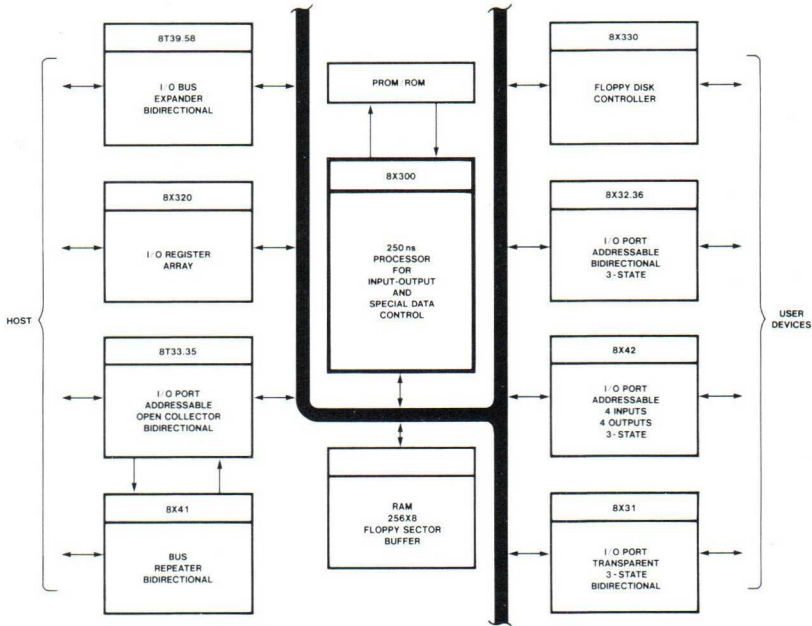 8T39.58
I/O BUS
EXPANDER
BIDIRECTIONAL
8X320
I/O REGISTER
ARRAY
HOST
8T33.35
I/O PORT
ADDRESSABLE
OPEN COLLECTOR
BIDIRECTIONAL
8X41
BUS
REPEATER
BIDIRECTIONAL
PROM/ROM
8X300
250 ns
PROCESSOR
FOR
INPUT-OUTPUT
AND
SPECIAL DATA
CONTROL
RAM
256X8
FLOPPY SECTOR
BUFFER
8X330
FLOPPY DISK
CONTROLLER
8X32.36
I/O PORT
ADDRESSABLE
BIDIRECTIONAL
3-STATE
8X42
I/O PORT
ADDRESSABLE
4 INPUTS
4 OUTPUTS
3-STATE
8X31
I/O PORT
TRANSPARENT
3-STATE
BIDIRECTIONAL
USER
DEVICES